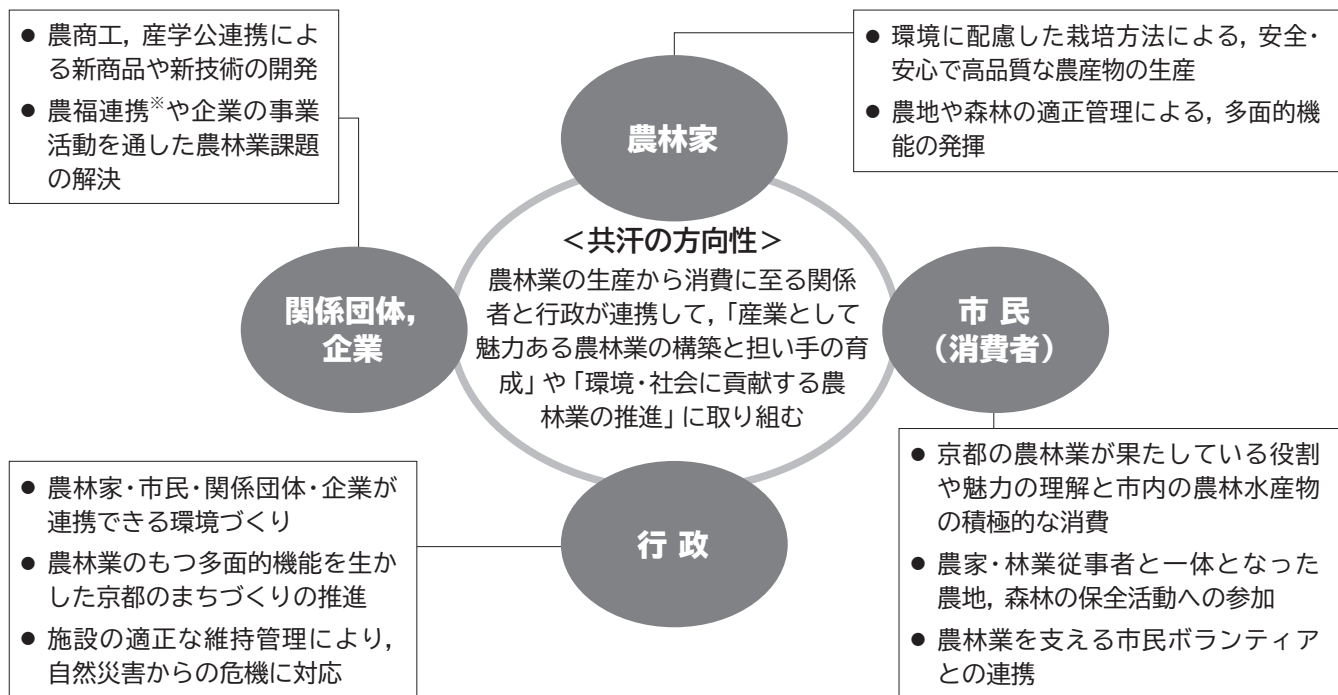 ● 農商工，産学公連携によ
る新商品や新技術の開発
● 農福連携※や企業の事業
活動を通した農林業課題
の解決
農林家
● 環境に配慮した栽培方法による，安全・
安心で高品質な農産物の生産
● 農地や森林の適正管理による，多面的機
能の発揮
＜共汗の方向性＞
農林業の生産から消費に至る関係
者と行政が連携して，「産業として
魅力ある農林業の構築と担い手の育
成」や「環境・社会に貢献する農
林業の推進」に取り組む
関係団体，
企業
市 民
（消費者）
● 農林家・市民・関係団体・企業が
連携できる環境づくり
● 農林業のもつ多面的機能を生か
した京都のまちづくりの推進
● 施設の適正な維持管理により，
自然災害からの危機に対応
行 政
● 京都の農林業が果たしている役割
や魅力の理解と市内の農林水産物
の積極的な消費
● 農家・林業従事者と一体となった
農地，森林の保全活動への参加
● 農林業を支える市民ボランティア
との連携